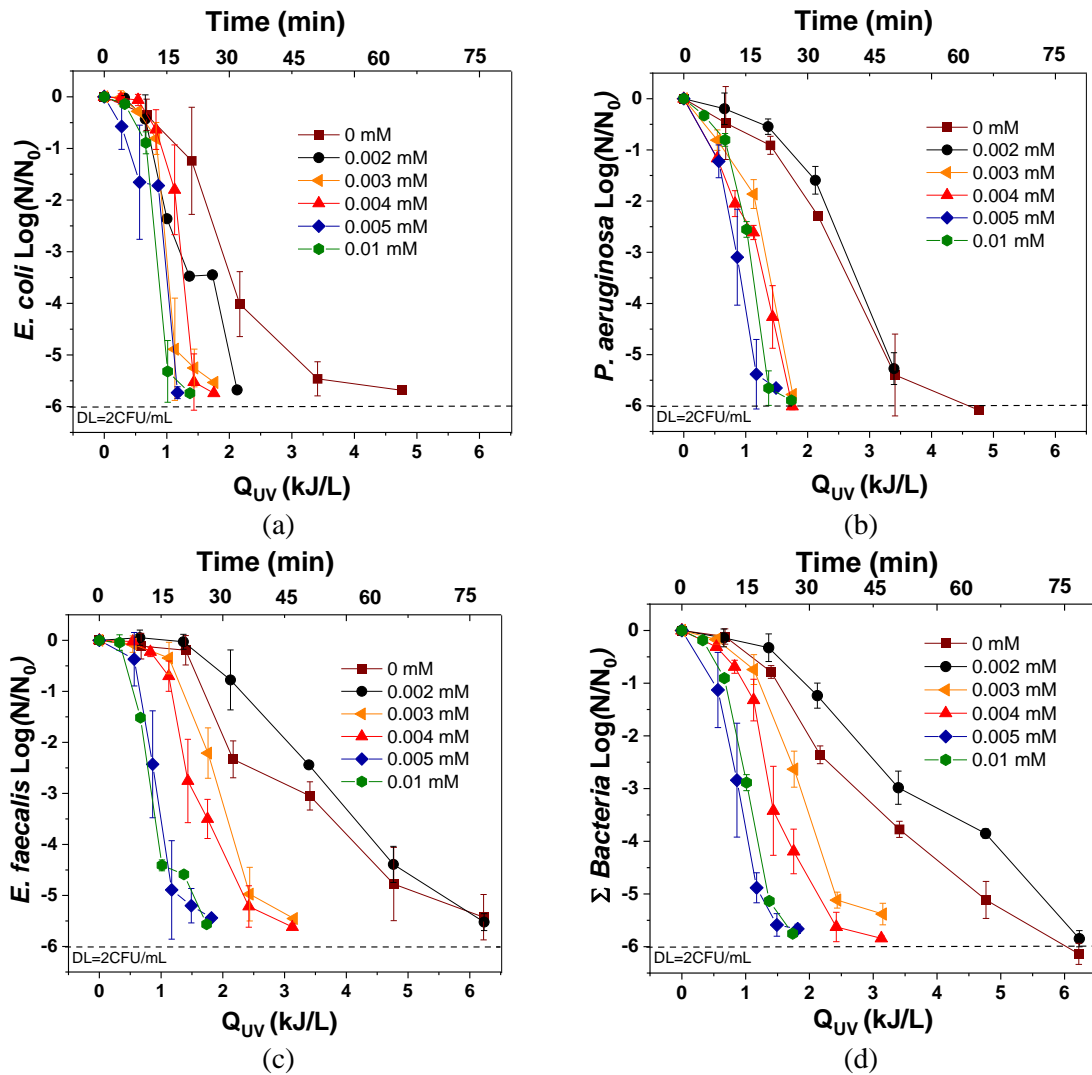 Time (min)
0 15 30 45 60 75
0
-1
-2
-3
-4
-5
-6
E. coli Log(N/N0)
0 mM
0.002 mM
0.003 mM
0.004 mM
0.005 mM
0.01 mM
DL=2CFU/mL
0 1 2 3 4 5 6
QUV (kJ/L)
(a)
Time (min)
0 15 30 45 60 75
0
-1
-2
-3
-4
-5
-6
P. aeruginosa Log(N/N0)
0 mM
0.002 mM
0.003 mM
0.004 mM
0.005 mM
0.01 mM
DL=2CFU/mL
0 1 2 3 4 5 6
QUV (kJ/L)
(b)
Time (min)
0 15 30 45 60 75
0
-1
-2
-3
-4
-5
-6
E. faecalis Log(N/N0)
0 mM
0.002 mM
0.003 mM
0.004 mM
0.005 mM
0.01 mM
DL=2CFU/mL
0 1 2 3 4 5 6
QUV (kJ/L)
(c)
Time (min)
0 15 30 45 60 75
0
-1
-2
-3
-4
-5
-6
Σ Bacteria Log(N/N0)
0 mM
0.002 mM
0.003 mM
0.004 mM
0.005 mM
0.01 mM
DL=2CFU/mL
0 1 2 3 4 5 6
QUV (kJ/L)
(d)